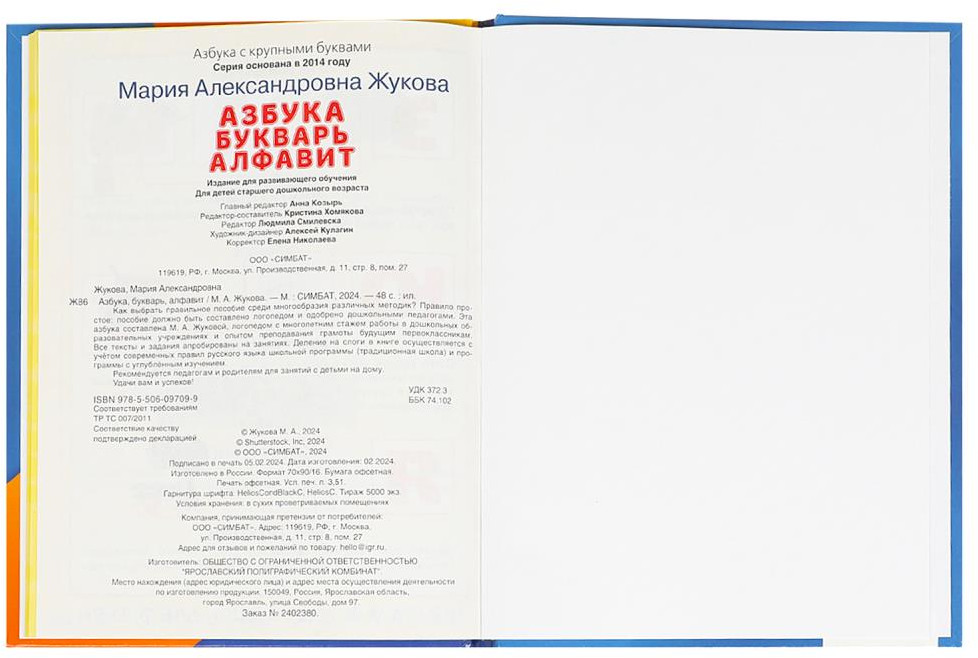 Азбука с крупными буквами
Серия основана в 2014 году
Мария Александровна Жукова
АЗБУКА
БУКВАРЬ
АЛФАВИТ
Издание для развивающего обучения
Для детей старшего дошкольного возраста
Главный редактор Анна Козырь
Редактор-составитель Кристина Хомякова
Редактор Людмила Смилевска
Художник-дизайнер Алексей Кулагин
Корректор Елена Николаева
ООО «СИМБАТ»
119619, РФ, г. Москва, ул. Производственная, д. 11, стр. 8, пом. 27
Жукова, Мария Александровна
Ж86 Азбука, букварь, алфавит / М. А. Жукова. — М. : СИМБАТ, 2024. — 48 с. : ил.
Как выбрать правильное пособие среди многообразия различных методик? Правило про-
стое: пособие должно быть составлено логопедом и одобрено дошкольными педагогами. Эта
азбука составлена М. А. Жуковой, логопедом с многолетним стажем работы в дошкольных об-
разовательных учреждениях и опытом преподавания грамоты будущим первоклассникам.
Все тексты и задания апробированы на занятиях. Деление на слоги в книге осуществляется с
учётом современных правил русского языка школьной программы (традиционная школа) и про-
граммы с углублённым изучением.
Рекомендуется педагогам и родителям для занятий с детьми на дому.
Удачи вам и успехов!
УДК 372.3
ББК 74.102
ISBN 978-5-506-09709-9
Соответствует требованиям
ТР ТС 007/2011
Соответствие качеству
подтверждено декларацией
© Жукова М. А., 2024
© Shutterstock, Inc, 2024
© ООО «СИМБАТ», 2024
Подписано в печать 05.02.2024. Дата изготовления: 02.2024.
Изготовлено в России. Формат 70х90/16. Бумага офсетная.
Печать офсетная. Усл. печ. л. 3,51.
Гарнитура шрифта: HeliosCordBlackC, HeliosC. Тираж 5000 экз.
Условия хранения: в сухих проветриваемых помещениях
Компания, принимающая претензии от потребителей:
ООО «СИМБАТ». Адрес: 119619, РФ, г. Москва,
ул. Производственная, д. 11, стр. 8, пом. 27
Адрес для отзывов и пожеланий по товару: hello@igr.ru.
Изготовитель: ОБЩЕСТВО С ОГРАНИЧЕННОЙ ОТВЕТСТВЕННОСТЬЮ
"ЯРОСЛАВСКИЙ ПОЛИГРАФИЧЕСКИЙ КОМБИНАТ".
Место нахождения (адрес юридического лица) и адрес места осуществления деятельности
по изготовлению продукции: 150049, Россия, Ярославская область,
город Ярославль, улица Свободы, дом 97.
Заказ № 2402380.